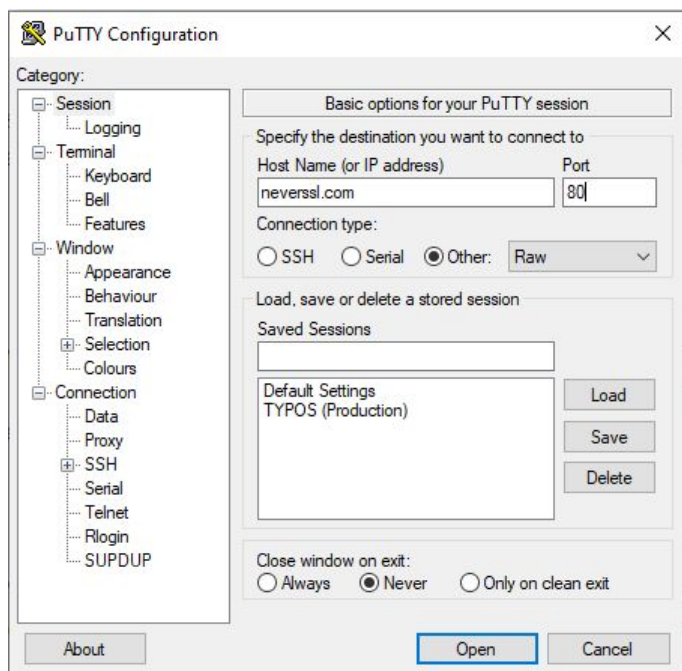 PuTTY Configuration
Category:
Session
Logging
Terminal
Keyboard
Bell
Features
Window
Appearance
Behaviour
Translation
Selection
Colours
Connection
Data
Proxy
SSH
Serial
Telnet
Rlogin
SUPDUP
Basic options for your PuTTY session
Specify the destination you want to connect to
Host Name (or IP address) Port
neverssl.com 80
Connection type:
SSH Serial Other: Raw
Load, save or delete a stored session
Saved Sessions
Default Settings
TYPOS (Production)
Load
Save
Delete
Close window on exit:
Always Never Only on clean exit
About Open Cancel